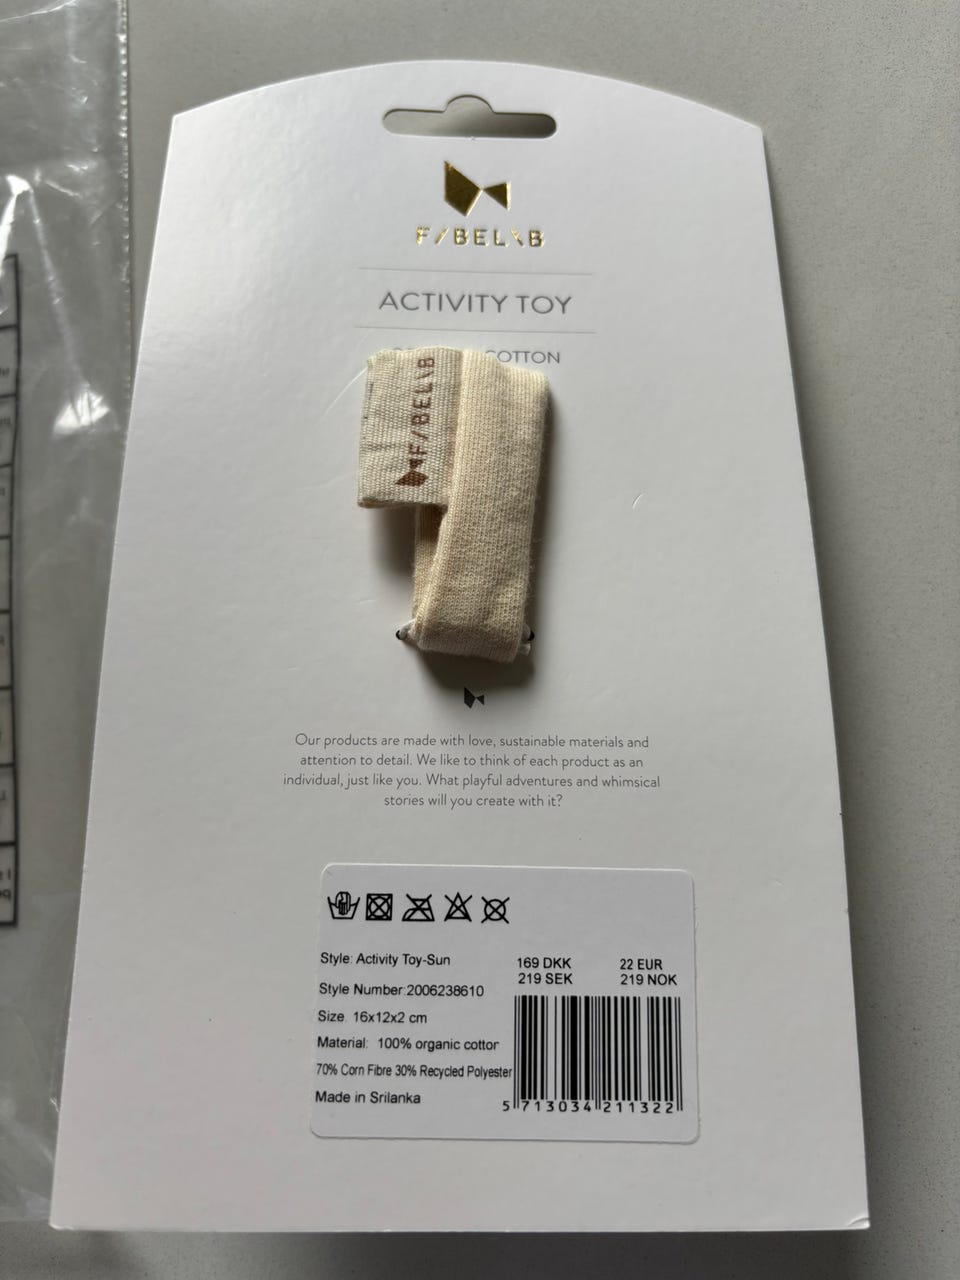 F/BEL\B
ACTIVITY TOY
COTTON
F/BEL\B
Our products are made with love, sustainable materials and
attention to detail. We like to think of each product as an
individual, just like you. What playful adventures and whimsical
stories will you create with it?
Style: Activity Toy-Sun
169 DKK 22 EUR
219 SEK 219 NOK
Style Number:2006238610
Size. 16x12x2 cm
Material: 100% organic cottor
70% Corn Fibre 30% Recycled Polyester
Made in Srilanka
5 713034 211322